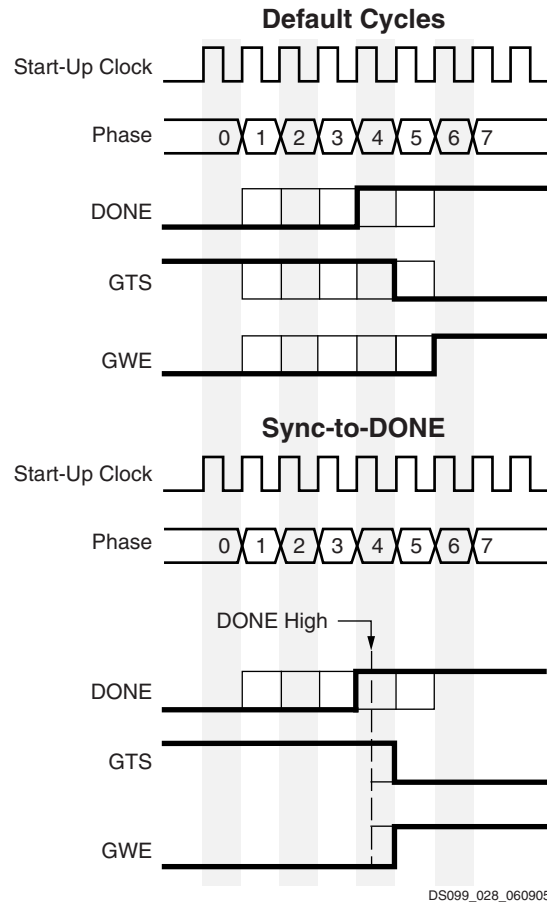 Default Cycles
Start-Up Clock
Phase 0 1 2 3 4 5 6 7
DONE
GTS
GWE
Sync-to-DONE
Start-Up Clock
Phase 0 1 2 3 4 5 6 7
DONE High
DONE
GTS
GWE
DS099_028_060905